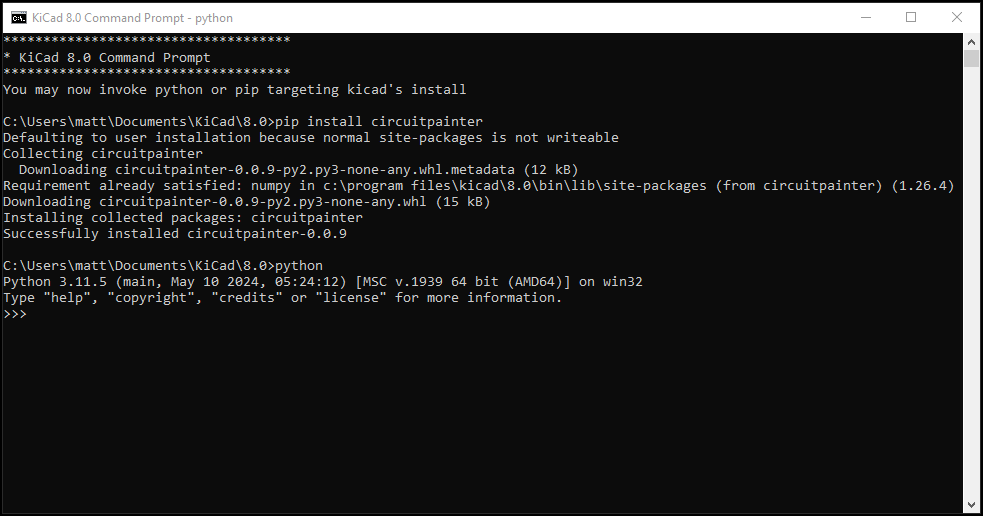 KiCad 8.0 Command Prompt - python
************************************
* KiCad 8.0 Command Prompt
************************************
You may now invoke python or pip targeting kicad's install
C:\Users\matt\Documents\KiCad\8.0>pip install circuitpainter
Defaulting to user installation because normal site-packages is not writeable
Collecting circuitpainter
  Downloading circuitpainter-0.0.9-py2.py3-none-any.whl.metadata (12 kB)
Requirement already satisfied: numpy in c:\program files\kicad\8.0\bin\lib\site-packages (from circuitpainter) (1.26.4)
Downloading circuitpainter-0.0.9-py2.py3-none-any.whl (15 kB)
Installing collected packages: circuitpainter
Successfully installed circuitpainter-0.0.9
C:\Users\matt\Documents\KiCad\8.0>python
Python 3.11.5 (main, May 10 2024, 05:24:12) [MSC v.1939 64 bit (AMD64)] on win32
Type "help", "copyright", "credits" or "license" for more information.
>>>